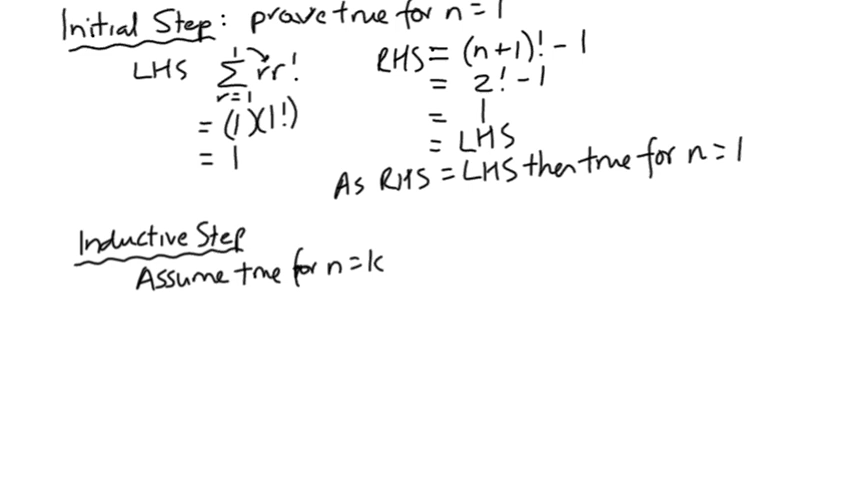 Initial Step: prove true for n = 1
LHS ∑ r r!
1
r=1
= (1)(1!)
= 1
RHS = (n+1)! - 1
= 2! - 1
= 1
= LHS
As RHS = LHS then true for n = 1
Inductive Step
Assume true for n = k